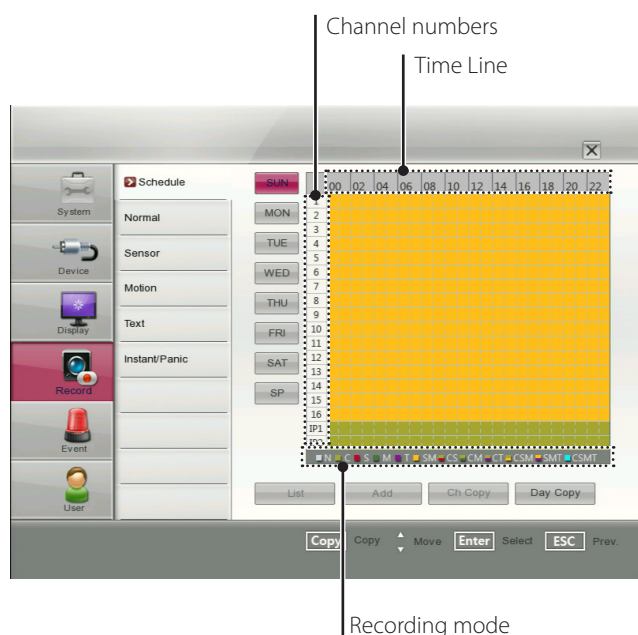 Channel numbers
Time Line
Schedule
SUN
00 02 04 06 08 10 12 14 16 18 20 22
System
Normal
MON
1
2
3
TUE
4
Sensor
5
Device
WED
6
Motion
7
THU
8
9
Display
Text
FRI
10
11
Instant/Panic
SAT
12
13
Record
SP
14
15
16
IP1
Event
N C S M T SM CS CM CT CSM SMT CSMT
List Add Ch Copy Day Copy
User
Copy Copy Move Enter Select ESC Prev.
Recording mode